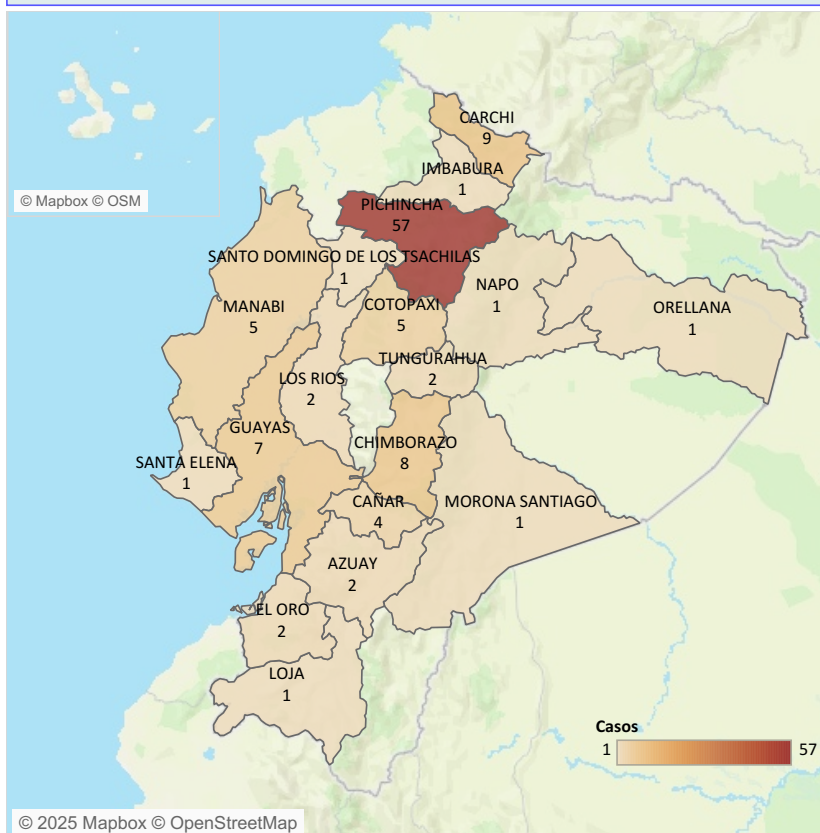 CARCHI
9
IMBABURA
1
© Mapbox © OSM
PICHINCHA
57
SANTO DOMINGO DE LOS TSACHILAS
1
NAPO
1
MANABI
5
COTOPAXI
5
ORELLANA
1
TUNGURAHUA
2
LOS RIOS
2
GUAYAS
7
CHIMBORAZO
8
SANTA ELENA
1
CAÑAR
4
MORONA SANTIAGO
1
AZUAY
2
EL ORO
2
LOJA
1
Casos
1 57
© 2025 Mapbox © OpenStreetMap